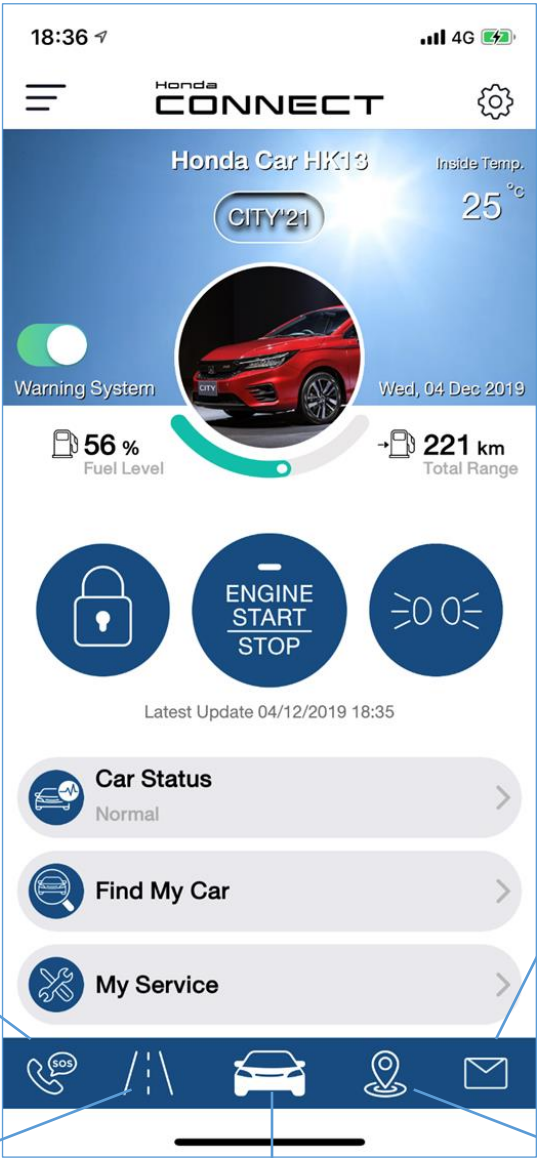 18:36
4G
Honda
CONNECT
Honda Car HK13
Inside Temp.
CITY'21
25 °C
CITY
Warning System
Wed, 04 Dec 2019
56 %
Fuel Level
221 km
Total Range
ENGINE
START
STOP
Latest Update 04/12/2019 18:35
Car Status
Normal
Find My Car
My Service
SOS